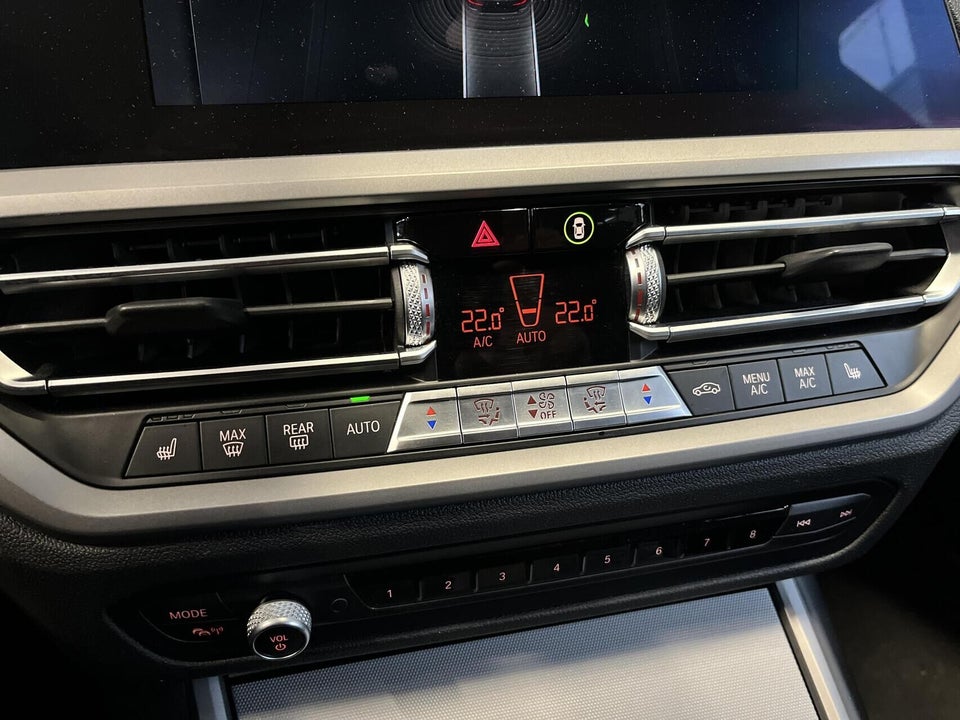 22.0° 22.0°
A/C AUTO
MAX
REAR
AUTO
OFF
MENU
A/C
MAX
A/C
1 2 3 4 5 6 7 8
MODE
VOL